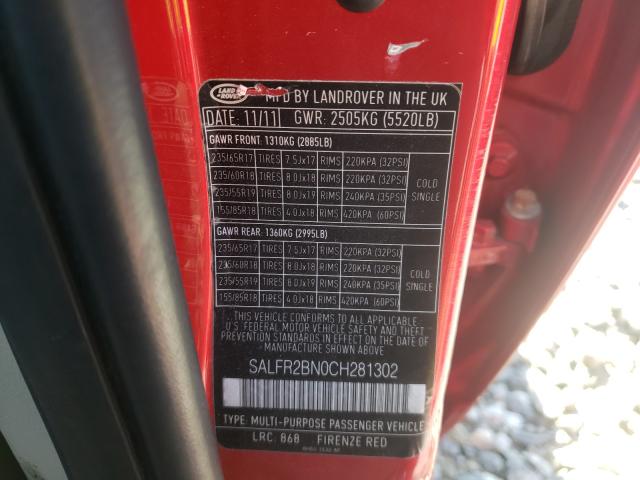 LAND ROVER
MFD BY LANDROVER IN THE UK
DATE: 11/11 GWR: 2505KG (5520LB)
GAWR FRONT: 1310KG (2885LB)
235/65R17 TIRES 7.5Jx17 RIMS 220KPA (32PSI)
235/60R18 TIRES 8.0Jx18 RIMS 220KPA (32PSI)
235/55R19 TIRES 8.0Jx19 RIMS 240KPA (35PSI)
155/85R18 TIRES 4.0Jx18 RIMS 420KPA (60PSI)
COLD
SINGLE
GAWR REAR: 1360KG (2995LB)
235/65R17 TIRES 7.5Jx17 RIMS 220KPA (32PSI)
235/60R18 TIRES 8.0Jx18 RIMS 220KPA (32PSI)
235/55R19 TIRES 8.0Jx19 RIMS 240KPA (35PSI)
155/85R18 TIRES 4.0Jx18 RIMS 420KPA (60PSI)
COLD
SINGLE
THIS VEHICLE CONFORMS TO ALL APPLICABLE
U.S. FEDERAL MOTOR VEHICLE SAFETY AND THEFT
PREVENTION STANDARDS IN EFFECT ON THE DATE OF
MANUFACTURE SHOWN ABOVE.
SALFR2BN0CH281302
TYPE: MULTI-PURPOSE PASSENGER VEHICLE
LRC: 868 FIRENZE RED